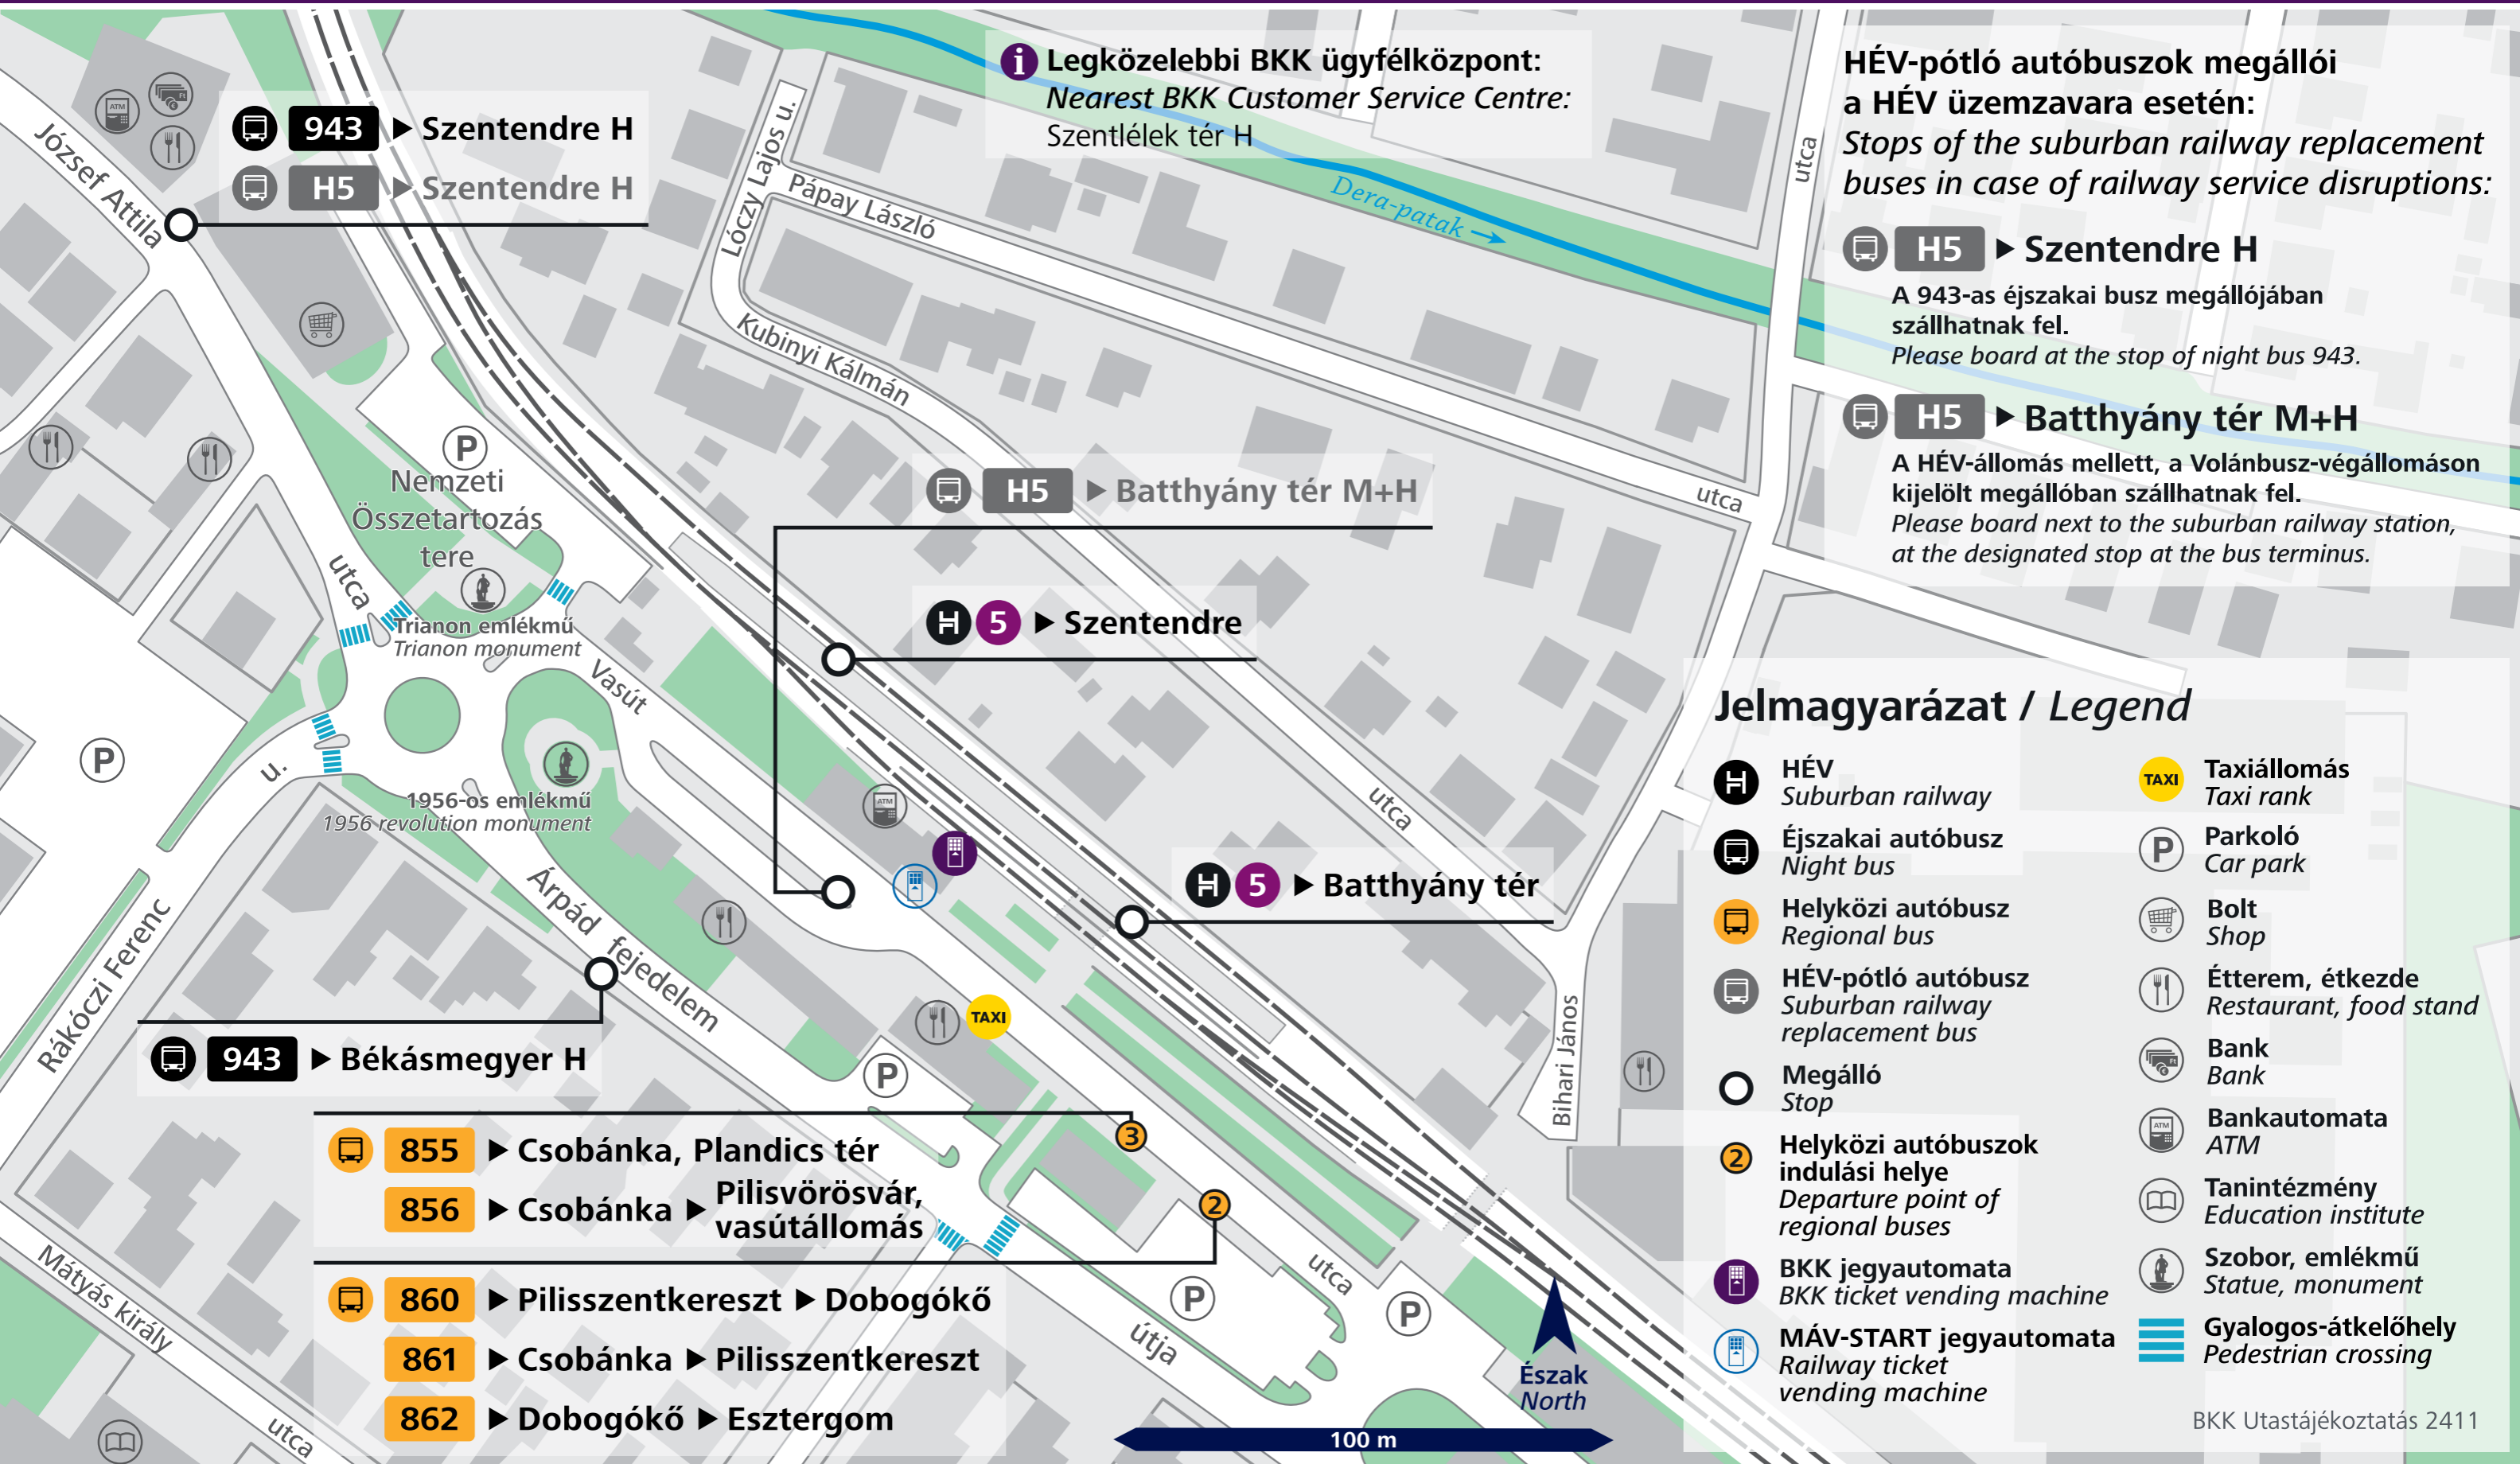 943 ▶ Szentendre H
H5 ▶ Szentendre H
i Legközelebbi BKK ügyfélközpont:
Nearest BKK Customer Service Centre:
Szentlélek tér H
HÉV-pótló autóbuszok megállói
a HÉV üzemzavara esetén:
Stops of the suburban railway replacement
buses in case of railway service disruptions:
H5 ▶ Szentendre H
A 943-as éjszakai busz megállójában
szállhatnak fel.
Please board at the stop of night bus 943.
H5 ▶ Batthyány tér M+H
A HÉV-állomás mellett, a Volánbusz-végállomáson
kijelölt megállóban szállhatnak fel.
Please board next to the suburban railway station,
at the designated stop at the bus terminus.
ATM
József Attila
utca
Lóczy Lajos u.
Pápay László
utca
Dera-patak →
utca
Kubinyi Kálmán
utca
P
Nemzeti
Összetartozás
tere
Trianon emlékmű
Trianon monument
H5 ▶ Batthyány tér M+H
H 5 ▶ Szentendre
Vasút
utca
P
u.
Rákóczi Ferenc
1956-os emlékmű
1956 revolution monument
ATM
H 5 ▶ Batthyány tér
Árpád fejedelem
útja
TAXI
P
Bihari János
943 ▶ Békásmegyer H
3
855 ▶ Csobánka, Plandics tér
856 ▶ Csobánka ▶ Pilisvörösvár,
vasútállomás
2
860 ▶ Pilisszentkereszt ▶ Dobogókő
861 ▶ Csobánka ▶ Pilisszentkereszt
862 ▶ Dobogókő ▶ Esztergom
Mátyás király
utca
P
P
Észak
North
100 m
Jelmagyarázat / Legend
H HÉV
Suburban railway
Éjszakai autóbusz
Night bus
Helyközi autóbusz
Regional bus
HÉV-pótló autóbusz
Suburban railway
replacement bus
Megálló
Stop
2 Helyközi autóbuszok
indulási helye
Departure point of
regional buses
BKK jegyautomata
BKK ticket vending machine
MÁV-START jegyautomata
Railway ticket
vending machine
TAXI Taxiállomás
Taxi rank
P Parkoló
Car park
Bolt
Shop
Étterem, étkezde
Restaurant, food stand
Bank
Bank
ATM Bankautomata
ATM
Tanintézmény
Education institute
Szobor, emlékmű
Statue, monument
Gyalogos-átkelőhely
Pedestrian crossing
BKK Utastájékoztatás 2411